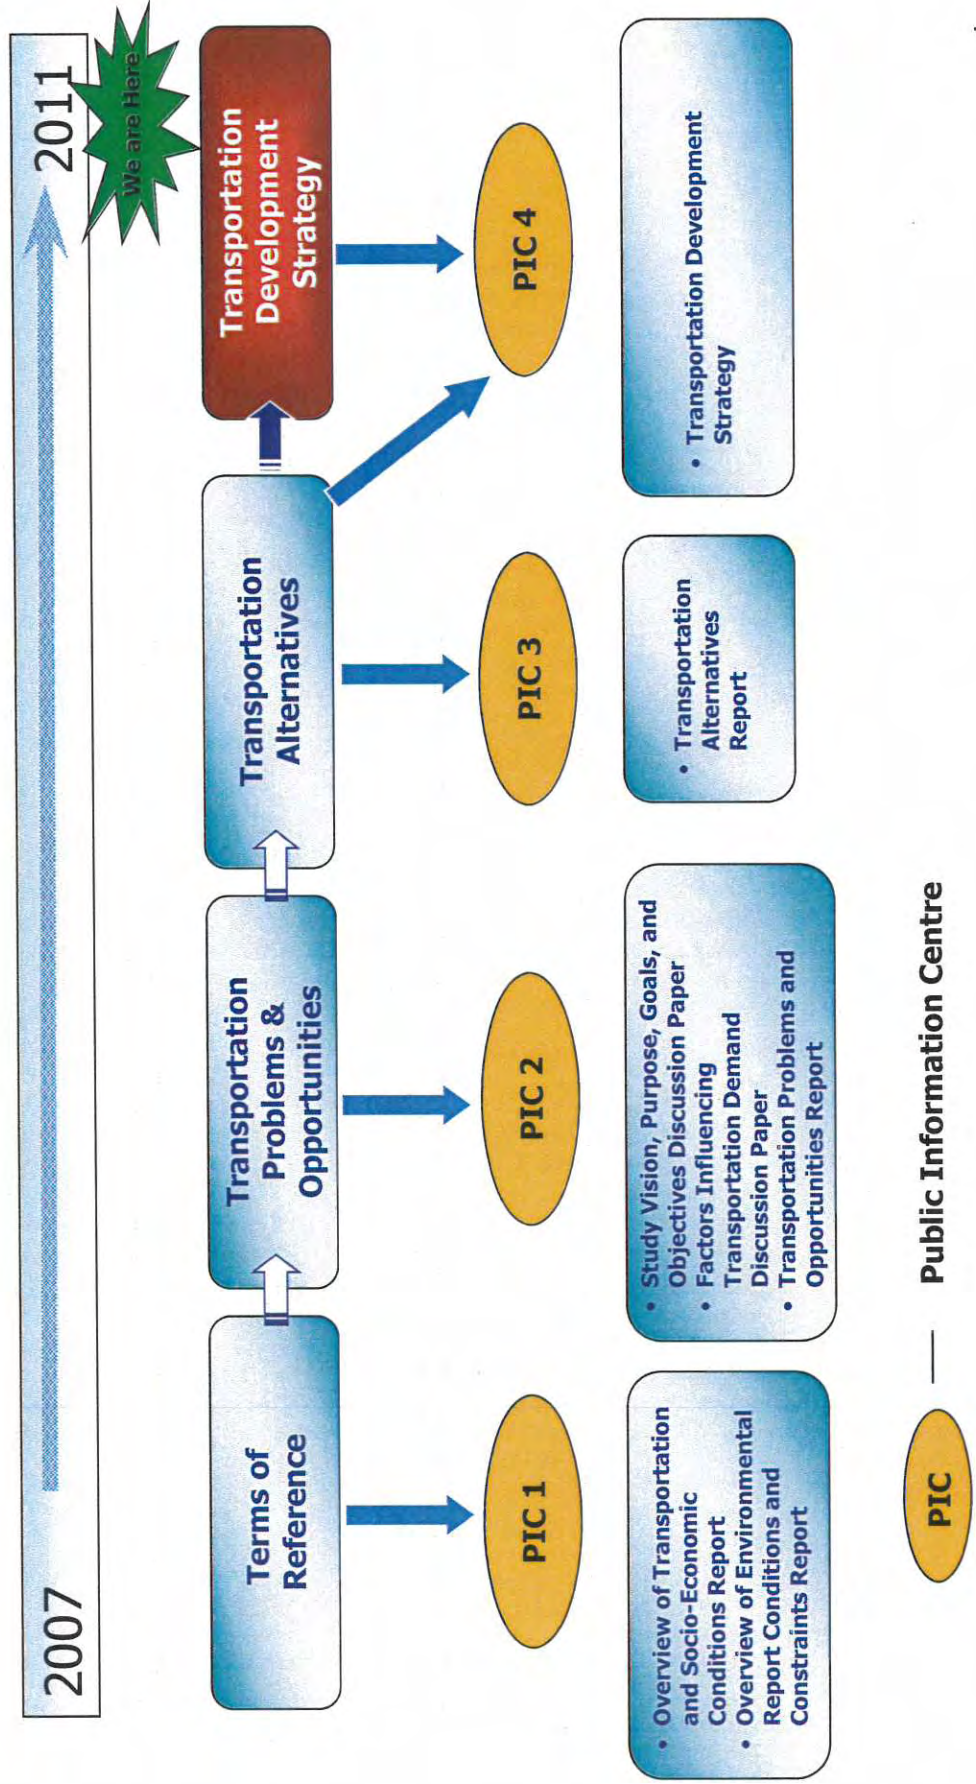 2007
2011
We are Here
Terms of
Reference
Transportation
Problems &
Opportunities
Transportation
Alternatives
Transportation
Development
Strategy
PIC 1
PIC 2
PIC 3
PIC 4
• Overview of Transportation
and Socio-Economic
Conditions Report
• Overview of Environmental
Report Conditions and
Constraints Report
• Study Vision, Purpose, Goals, and
Objectives Discussion Paper
• Factors Influencing
Transportation Demand
Discussion Paper
• Transportation Problems and
Opportunities Report
• Transportation
Alternatives
Report
• Transportation Development
Strategy
PIC — Public Information Centre